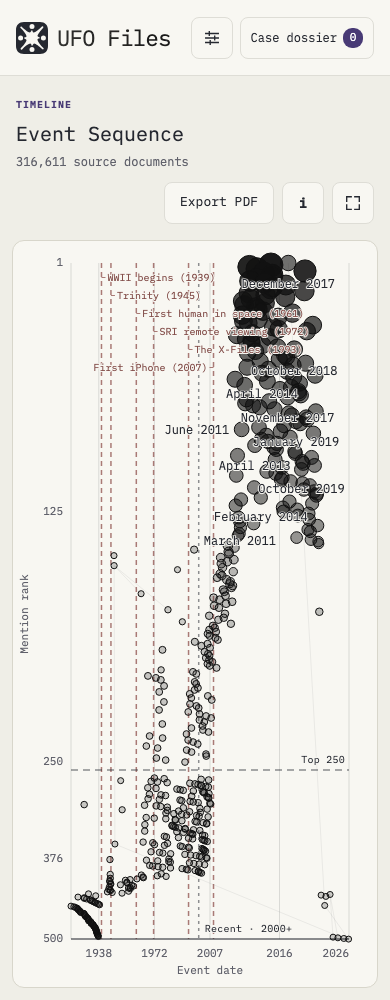 UFO Files
Case dossier 0
TIMELINE
Event Sequence
316,611 source documents
Export PDF
i
1
WWII begins (1939)
December 2017
Trinity (1945)
First human in space (1961)
SRI remote viewing (1972)
The X-Files (1993)
First iPhone (2007)
October 2018
April 2014
November 2017
June 2011
January 2019
April 2013
October 2019
125
February 2014
March 2011
Mention rank
250
Top 250
376
Recent · 2000+
500
1938
1972
2007
2016
2026
Event date